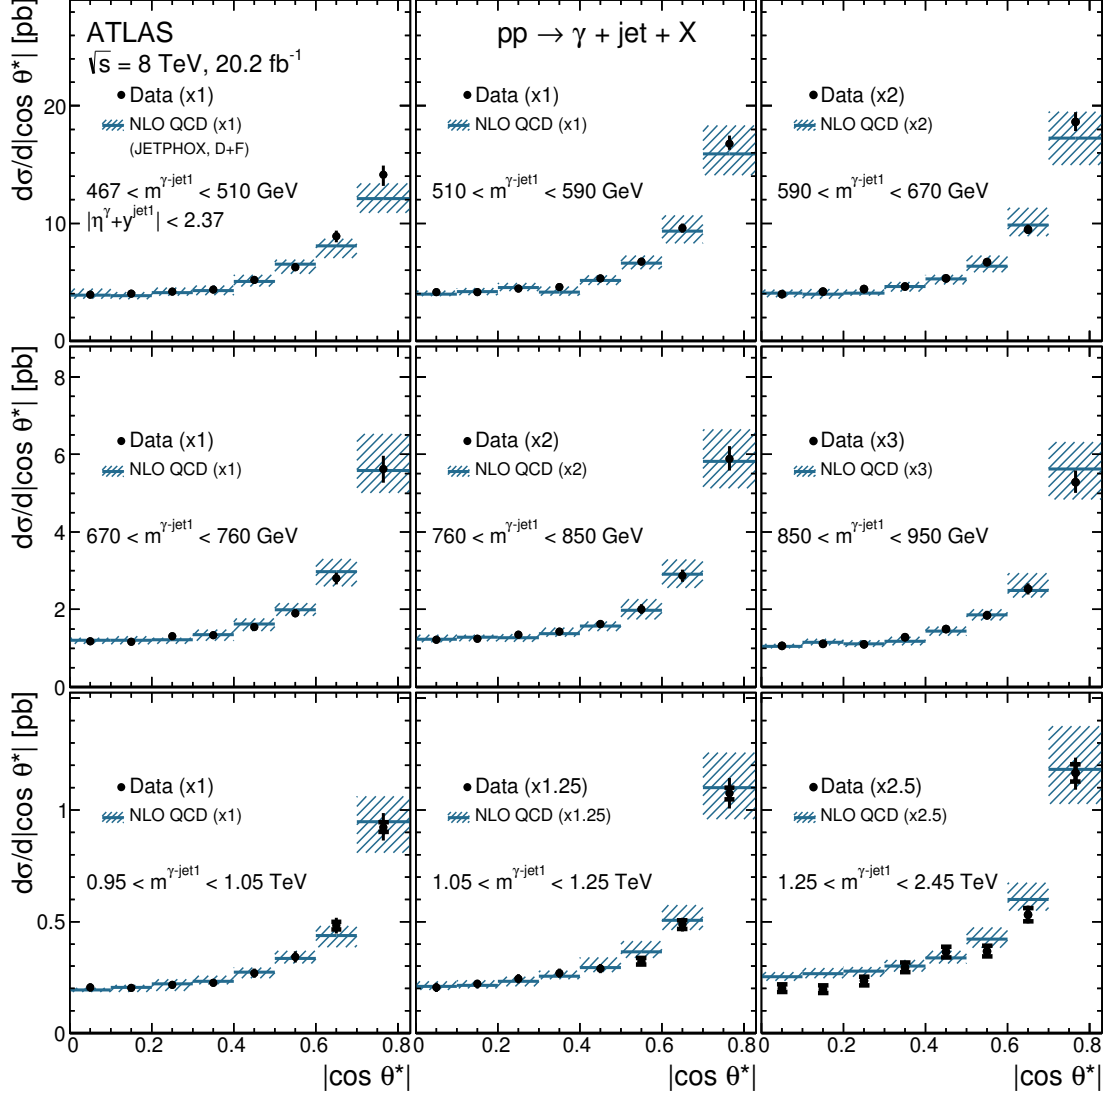 ATLAS
√s = 8 TeV, 20.2 fb⁻¹
Data (x1)
NLO QCD (x1)
(JETPHOX, D+F)
467 < m^γ-jet1 < 510 GeV
|η^γ+y^jet1| < 2.37
dσ/d|cos θ*| [pb]
20
10
0
pp → γ + jet + X
Data (x1)
NLO QCD (x1)
510 < m^γ-jet1 < 590 GeV
Data (x2)
NLO QCD (x2)
590 < m^γ-jet1 < 670 GeV
dσ/d|cos θ*| [pb]
8
6
4
2
0
Data (x1)
NLO QCD (x1)
670 < m^γ-jet1 < 760 GeV
Data (x2)
NLO QCD (x2)
760 < m^γ-jet1 < 850 GeV
Data (x3)
NLO QCD (x3)
850 < m^γ-jet1 < 950 GeV
dσ/d|cos θ*| [pb]
1
0.5
0
Data (x1)
NLO QCD (x1)
0.95 < m^γ-jet1 < 1.05 TeV
Data (x1.25)
NLO QCD (x1.25)
1.05 < m^γ-jet1 < 1.25 TeV
Data (x2.5)
NLO QCD (x2.5)
1.25 < m^γ-jet1 < 2.45 TeV
0 0.2 0.4 0.6 0.8
0 0.2 0.4 0.6 0.8
0 0.2 0.4 0.6 0.8
|cos θ*|
|cos θ*|
|cos θ*|